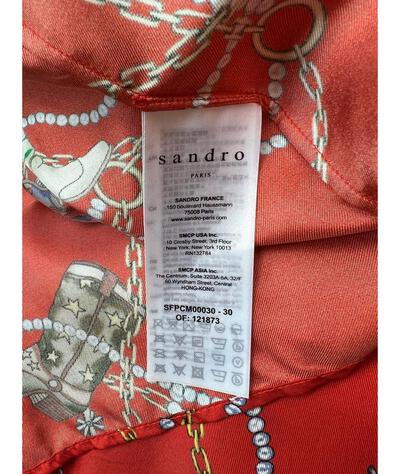 sandro
PARIS
SANDRO FRANCE
150 boulevard Haussmann
75008 Paris
www.sandro-paris.com
SMCP USA Inc.
10 Crosby Street, 3rd Floor
New York, New York 10013
RN132784
SMCP ASIA Inc.
The Centrium, Suite 3203A-5A, 32/F
60 Wyndham Street, Central
HONG-KONG
SFPCM00030 - 30
OF: 121873